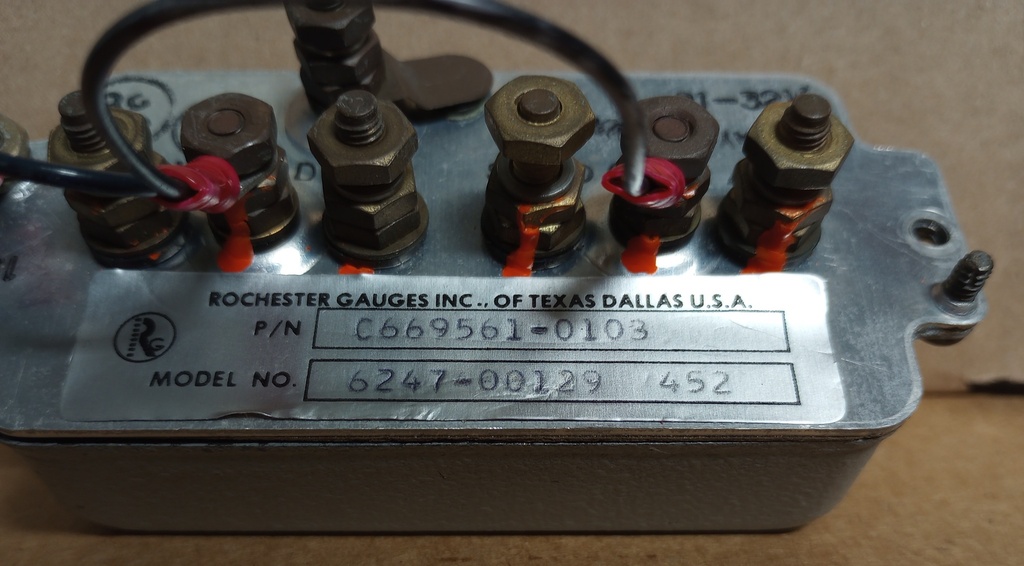 ROCHESTER GAUGES INC., OF TEXAS DALLAS U.S.A.
P/N C669561-0103
MODEL NO. 6247-00129 452